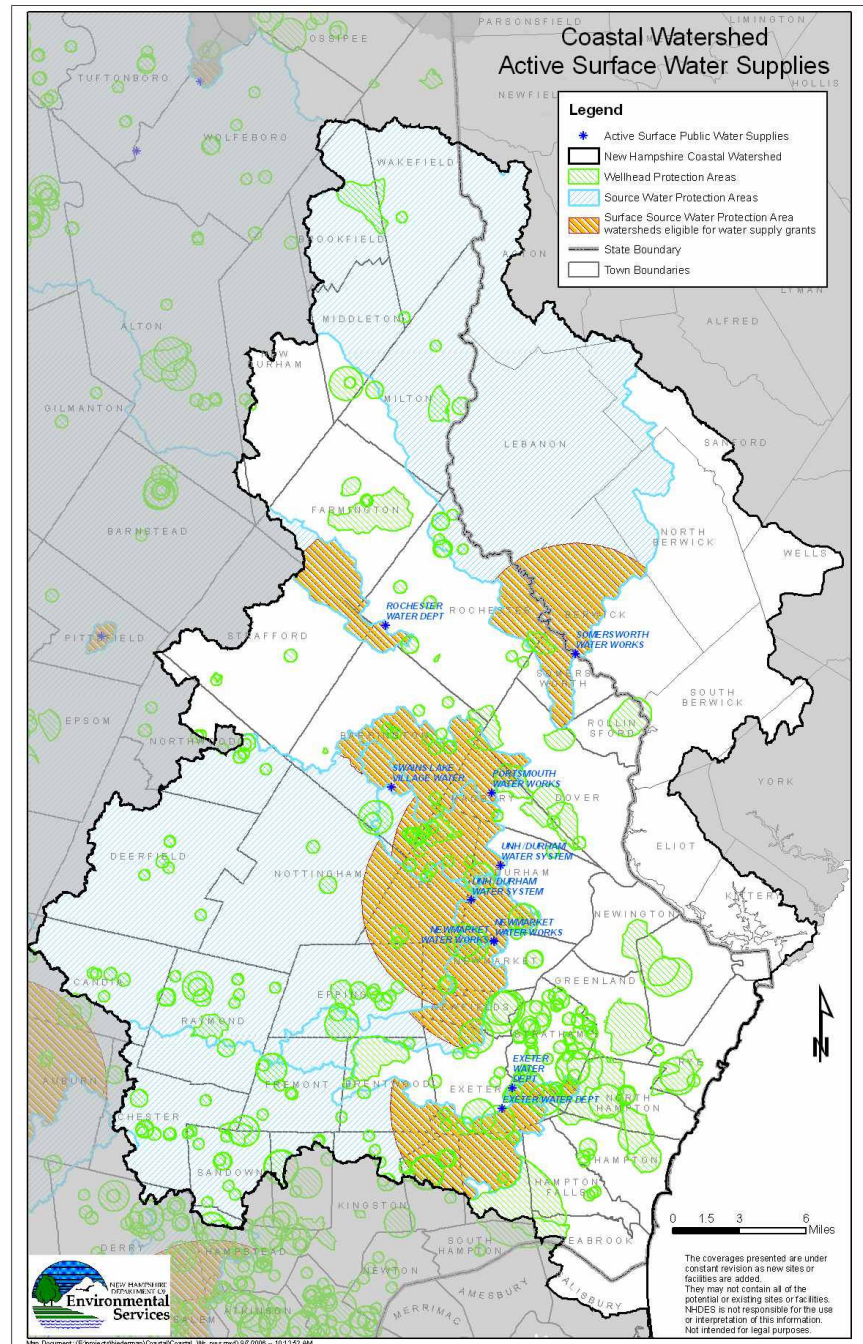 Coastal Watershed
Active Surface Water Supplies
Legend
Active Surface Public Water Supplies
New Hampshire Coastal Watershed
Wellhead Protection Areas
Source Water Protection Areas
Surface Source Water Protection Area
watersheds eligible for water supply grants
State Boundary
Town Boundaries
OSSIPEE
PARSONSFIELD
LIMINGTON
HOLLIS
TUFTONBORO
WOLFEBORO
WAKEFIELD
BROOKFIELD
LYMAN
MIDDLETON
ALFRED
ALTON
MILTON
GILMANTON
LEBANON
SANFORD
FARMINGTON
BARNSTEAD
NORTH
BERWICK
WELLS
ROCHESTER
WATER DEPT
ROCHESTER
BERWICK
STRAFFORD
SOMERSWORTH
WATER WORKS
PITTSFIELD
SOMERS
WORTH
SOUTH
BERWICK
EPSOM
ROLLIN
SFORD
NORTHWOOD
BARRINGTON
YORK
SWAINS LAKE
VILLAGE WATER
PORTSMOUTH
WATER WORKS
DOVER
ELIOT
DEERFIELD
UNH/DURHAM
WATER SYSTEM
NOTTINGHAM
LEE
UNH/DURHAM
WATER SYSTEM
KITTERY
NEWINGTON
NEWMARKET
WATER WORKS
NEWMARKET
WATER WORKS
NEWMARKET
GREENLAND
CANDIA
EPPING
RAYMOND
STRATHAM
RYE
EXETER
WATER
DEPT
AUBURN
FREMONT
BRENTWOOD
EXETER
EXETER WATER DEPT
NORTH
HAMPTON
CHESTER
HAMPTON
SANDOWN
HAMPTON
FALLS
KINGSTON
0 1.5 3 6
Miles
DERRY
HAMPSTEAD
SOUTH
HAMPTON
SEABROOK
NEWTON
AMESBURY
ATKINSON
N
NEW HAMPSHIRE
DEPARTMENT OF
Environmental
Services
The coverages presented are under
constant revision as new sites or
facilities are added.
They may not contain all of the
potential or existing sites or facilities.
NHDES is not responsible for the use
or interpretation of this information.
Not intended for legal purposes.